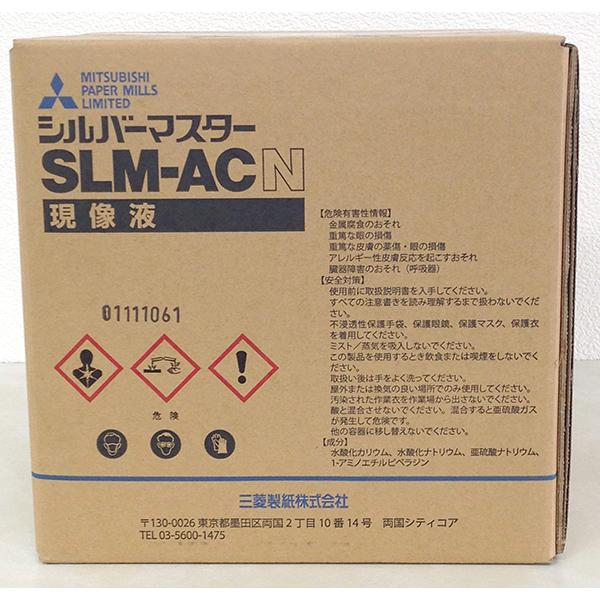 MITSUBISHI
PAPER MILLS
LIMITED
シルバーマスター
SLM-AC N
現像液
【危険有害性情報】
金属腐食のおそれ
重篤な眼の損傷
重篤な皮膚の薬傷・眼の損傷
アレルギー性皮膚反応を起こすおそれ
臓器障害のおそれ（呼吸器）
【安全対策】
使用前に取扱説明書を入手してください。
すべての注意書きを読み理解するまで扱わないでください。
不浸透性保護手袋、保護眼鏡、保護マスク、保護衣
を着用してください。
ミスト／蒸気を吸入しないでください。
この製品を使用するとき飲食または喫煙をしないでく
ださい。
取扱い後は手をよく洗ってください。
屋外または換気の良い場所でのみ使用してください。
汚染された作業衣を作業場から出さないでください。
酸と混合させないでください。混合すると亜硫酸ガス
が発生して危険です。
他の容器に移し替えないでください。
【成分】
水酸化カリウム、水酸化ナトリウム、亜硫酸ナトリウム、
1-アミノエチルピペラジン
01111061
危険
三菱製紙株式会社
〒130-0026 東京都墨田区両国2丁目10番14号 両国シティコア
TEL 03-5600-1475